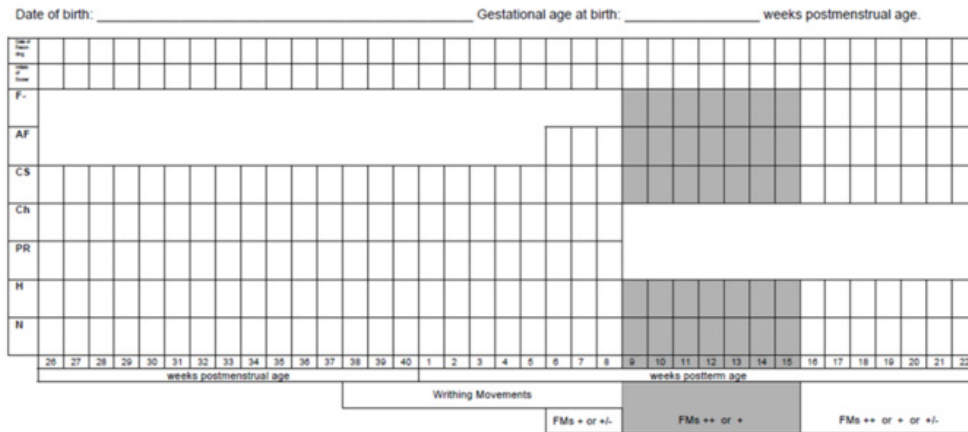 Date of birth: ________ Gestational age at birth: ________ weeks postmenstrual age.
F-
AF
CS
Ch
PR
H
N
26 27 28 29 30 31 32 33 34 35 36 37 38 39 40 1 2 3 4 5 6 7 8 9 10 11 12 13 14 15 16 17 18 19 20 21 22
weeks postmenstrual age weeks postterm age
Writhing Movements
FMs + or +/- FMs ++ or + FMs ++ or + or +/-